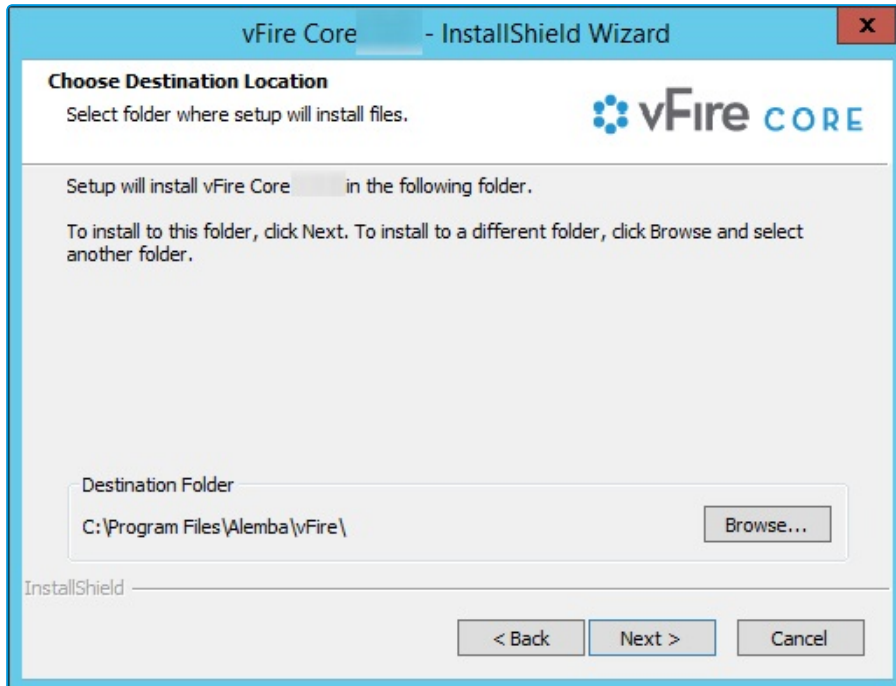 vFire Core - InstallShield Wizard
x
Choose Destination Location
Select folder where setup will install files.
vFire CORE
Setup will install vFire Core in the following folder.
To install to this folder, click Next. To install to a different folder, click Browse and select
another folder.
Destination Folder
C:\Program Files\Alemba\vFire\
Browse...
InstallShield
< Back
Next >
Cancel